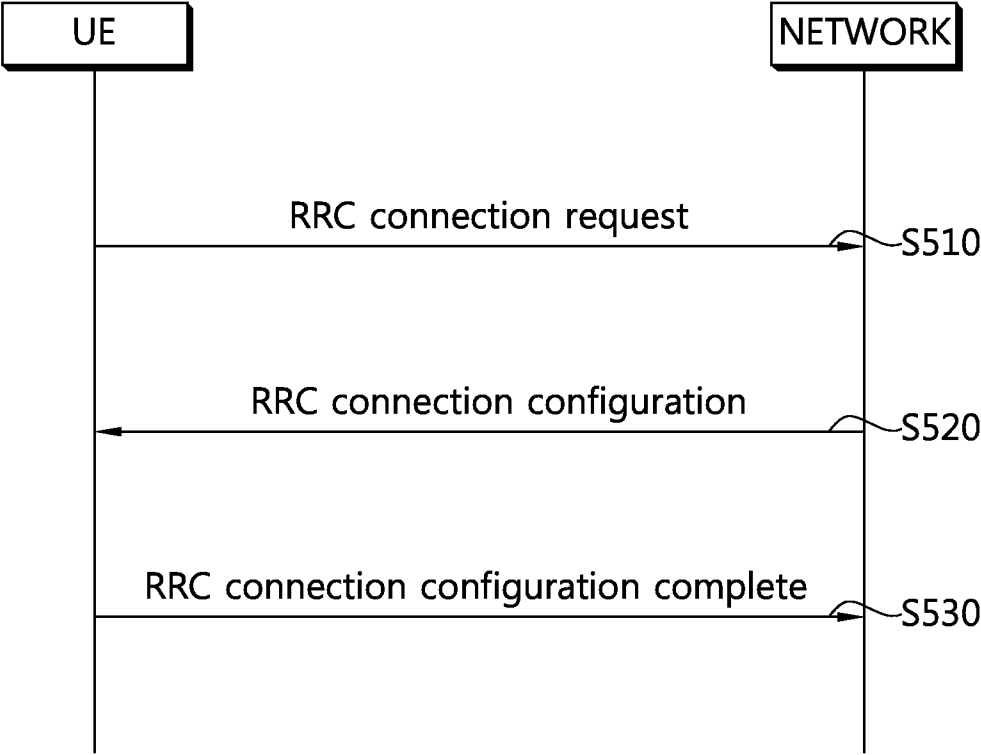 UE
NETWORK
RRC connection request
S510
RRC connection configuration
S520
RRC connection configuration complete
S530